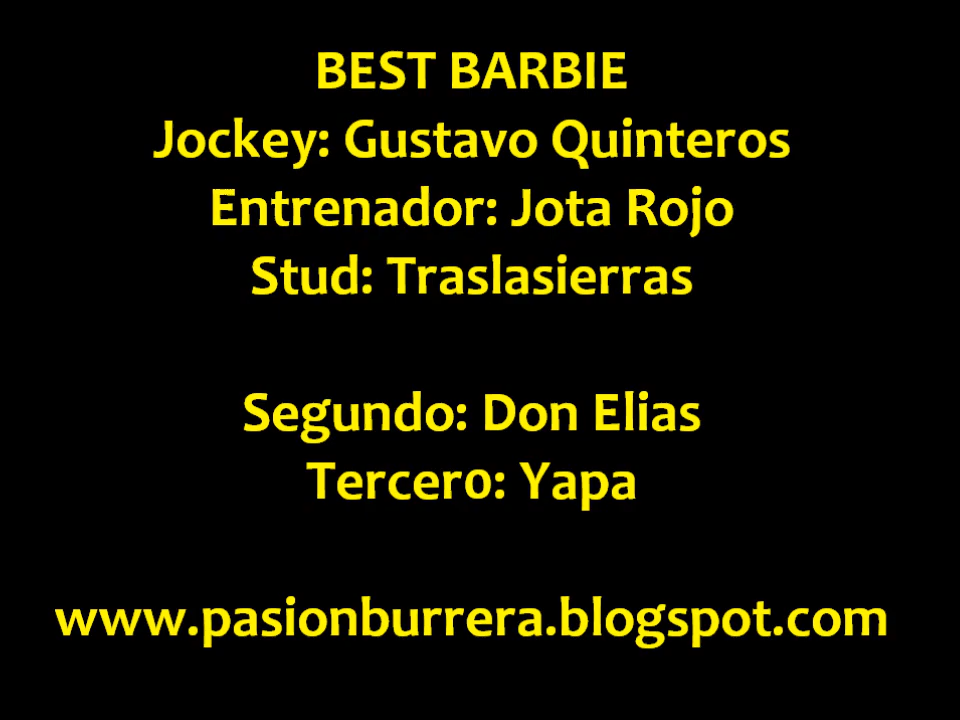 BEST BARBIE
Jockey: Gustavo Quinteros
Entrenador: Jota Rojo
Stud: Traslasierras
Segundo: Don Elias
Tercer0: Yapa
www.pasionburrera.blogspot.com